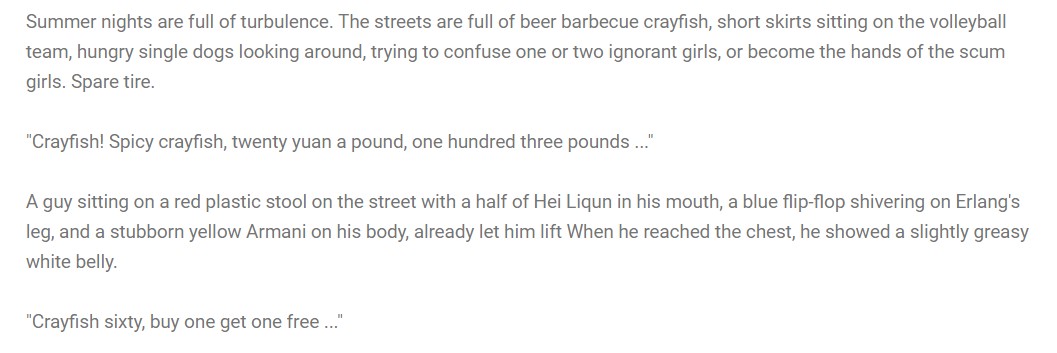 Summer nights are full of turbulence. The streets are full of beer barbecue crayfish, short skirts sitting on the volleyball
team, hungry single dogs looking around, trying to confuse one or two ignorant girls, or become the hands of the scum
girls. Spare tire.
"Crayfish! Spicy crayfish, twenty yuan a pound, one hundred three pounds ..."
A guy sitting on a red plastic stool on the street with a half of Hei Liqun in his mouth, a blue flip-flop shivering on Erlang's
leg, and a stubborn yellow Armani on his body, already let him lift When he reached the chest, he showed a slightly greasy
white belly.
"Crayfish sixty, buy one get one free ..."